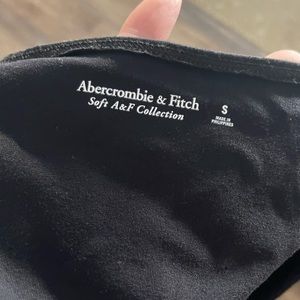 Abercrombie & Fitch
Soft A&F Collection
S
MADE IN
PHILIPPINES